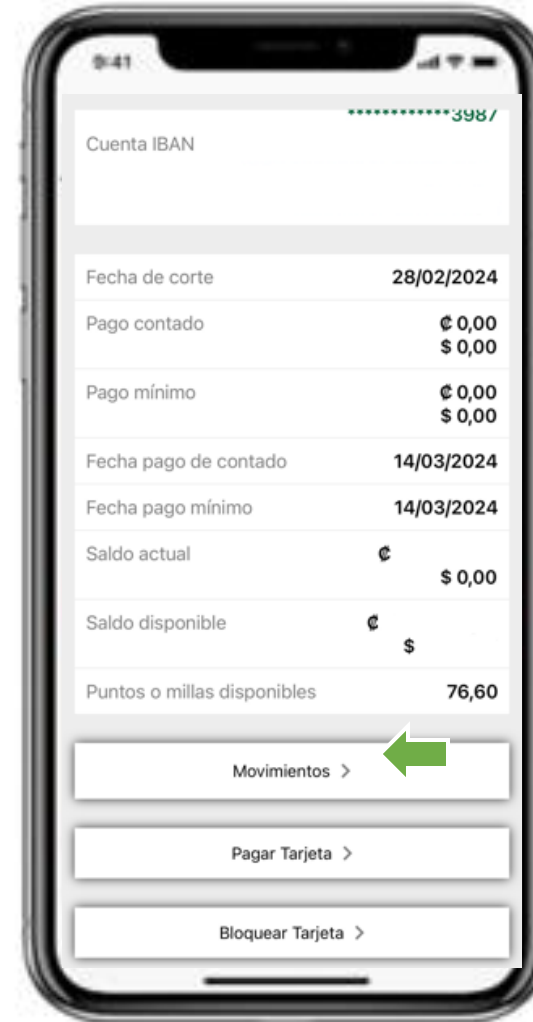 9:41
************3987
Cuenta IBAN
Fecha de corte 28/02/2024
Pago contado ₡ 0,00
$ 0,00
Pago mínimo ₡ 0,00
$ 0,00
Fecha pago de contado 14/03/2024
Fecha pago mínimo 14/03/2024
Saldo actual ₡
$ 0,00
Saldo disponible ₡
$
Puntos o millas disponibles 76,60
Movimientos >
Pagar Tarjeta >
Bloquear Tarjeta >